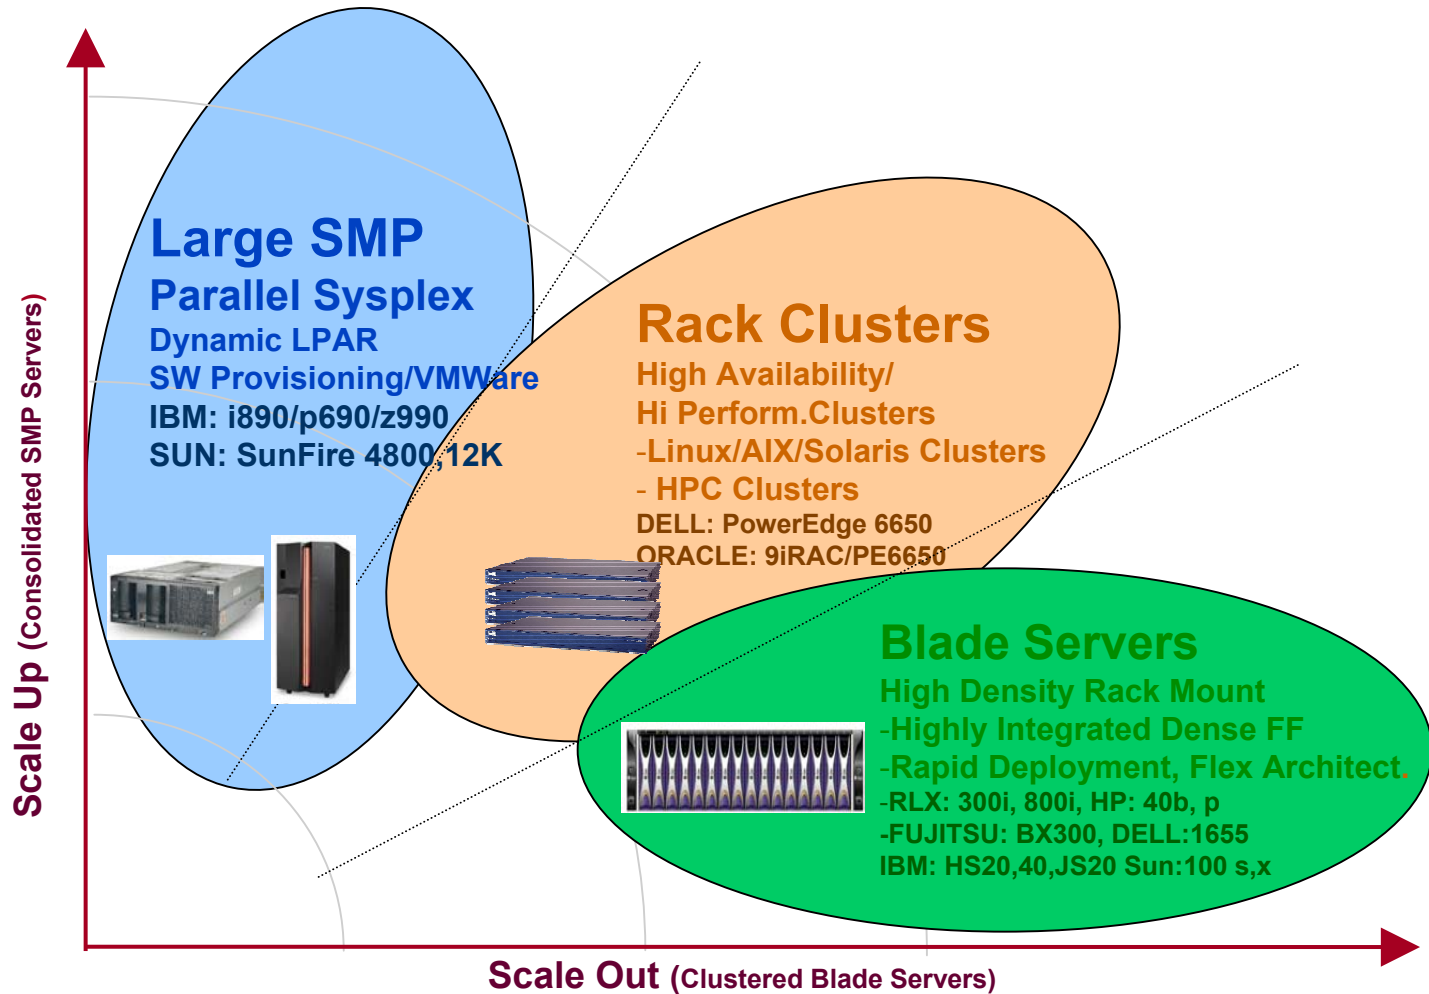 Large SMP
Parallel Sysplex
Dynamic LPAR
SW Provisioning/VMWare
IBM: i890/p690/z990
SUN: SunFire 4800,12K
Rack Clusters
High Availability/
Hi Perform.Clusters
-Linux/AIX/Solaris Clusters
- HPC Clusters
DELL: PowerEdge 6650
ORACLE: 9iRAC/PE6650
Blade Servers
High Density Rack Mount
-Highly Integrated Dense FF
-Rapid Deployment, Flex Architect.
-RLX: 300i, 800i, HP: 40b, p
-FUJITSU: BX300, DELL:1655
IBM: HS20,40,JS20 Sun:100 s,x
Scale Up (Consolidated SMP Servers)
Scale Out (Clustered Blade Servers)